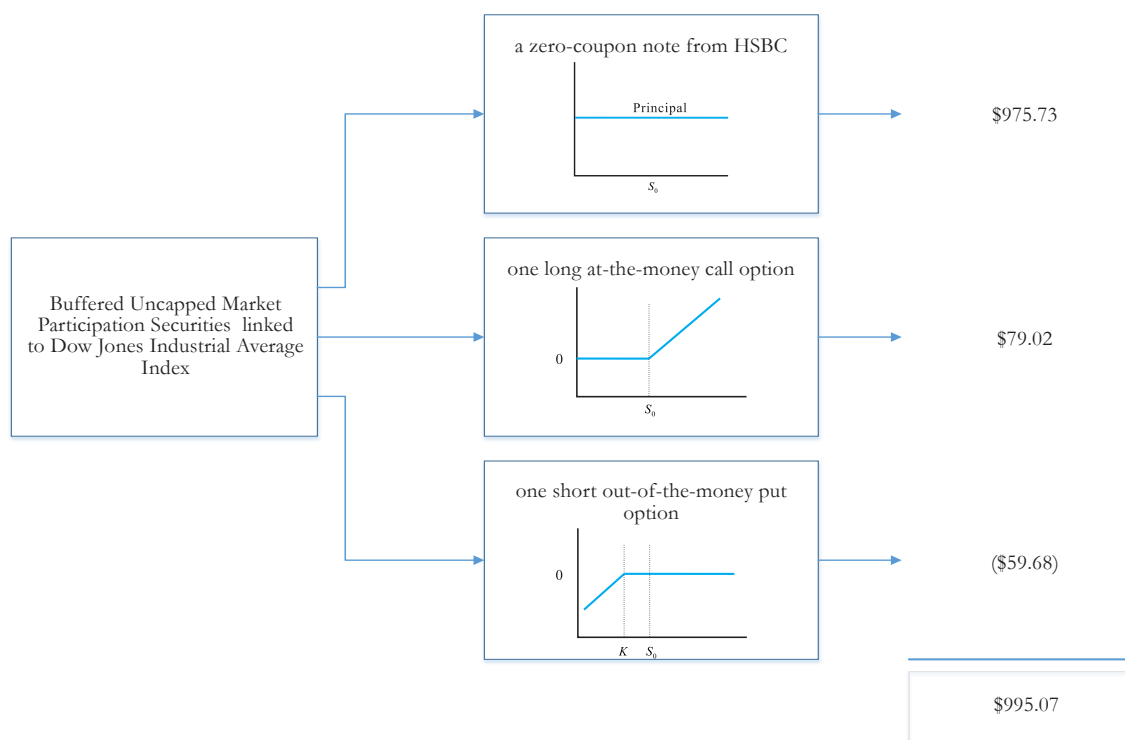 a zero-coupon note from HSBC
Principal
S₀
$975.73
Buffered Uncapped Market
Participation Securities linked
to Dow Jones Industrial Average
Index
one long at-the-money call option
0
S₀
$79.02
one short out-of-the-money put
option
0
K S₀
($59.68)
$995.07